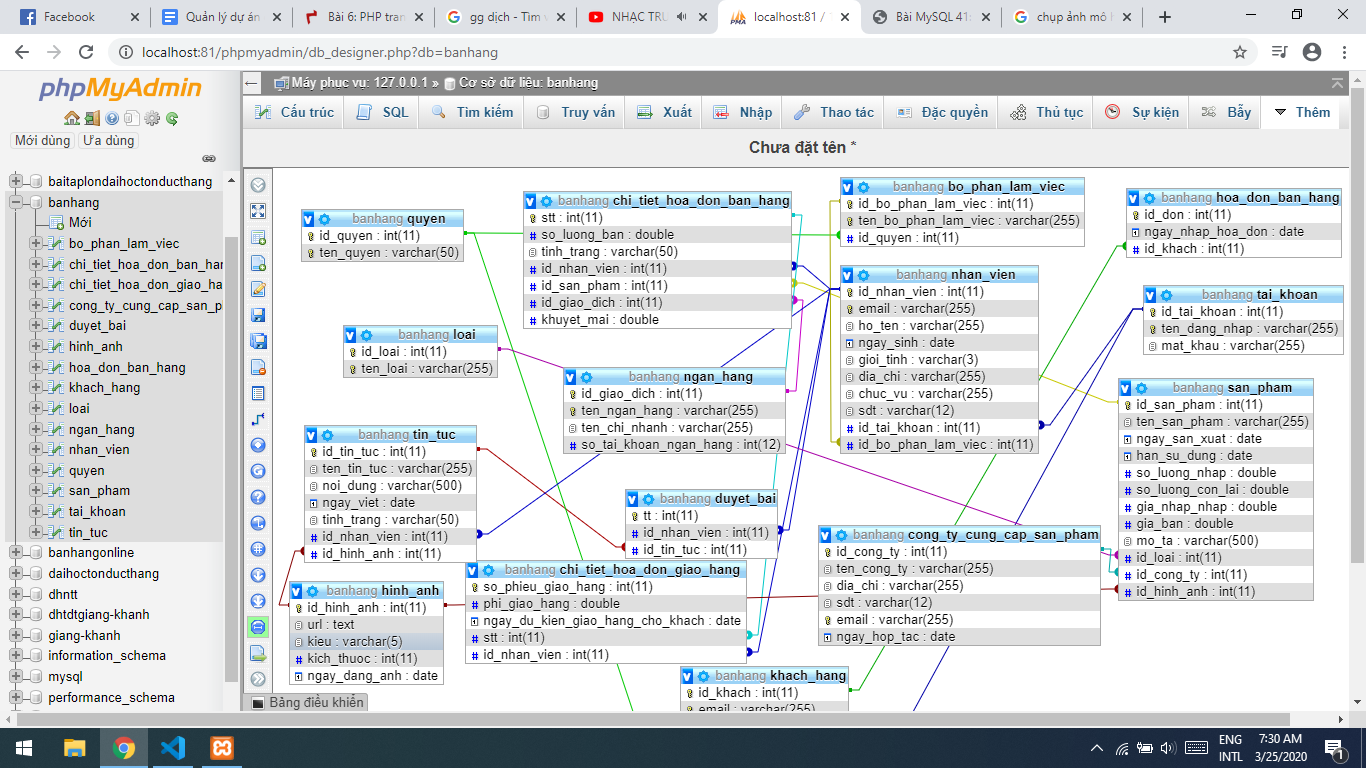 Facebook
Quản lý dự án
Bài 6: PHP tran
gg dịch - Tìm v
NHẠC TRU
localhost:81 /
Bài MySQL 41:
chụp ảnh mô h
localhost:81/phpmyadmin/db_designer.php?db=banhang
phpMyAdmin
Mới dùng Ưa dùng
baitaplondaihoctonducthang
banhang
Mới
bo_phan_lam_viec
chi_tiet_hoa_don_ban_han
chi_tiet_hoa_don_giao_han
cong_ty_cung_cap_san_p
duyet_bai
hinh_anh
hoa_don_ban_hang
khach_hang
loai
ngan_hang
nhan_vien
quyen
san_pham
tai_khoan
tin_tuc
banhangonline
daihoctonducthang
dhntt
dhtdtgiang-khanh
giang-khanh
information_schema
mysql
performance_schema
Máy phục vụ: 127.0.0.1 » Cơ sở dữ liệu: banhang
Cấu trúc SQL Tìm kiếm Truy vấn Xuất Nhập Thao tác Đặc quyền Thủ tục Sự kiện Bẫy Thêm
Chưa đặt tên *
banhang quyen
id_quyen : int(11)
ten_quyen : varchar(50)
banhang chi_tiet_hoa_don_ban_hang
stt : int(11)
so_luong_ban : double
tinh_trang : varchar(50)
id_nhan_vien : int(11)
id_san_pham : int(11)
id_giao_dich : int(11)
khuyet_mai : double
banhang bo_phan_lam_viec
id_bo_phan_lam_viec : int(11)
ten_bo_phan_lam_viec : varchar(255)
id_quyen : int(11)
banhang hoa_don_ban_hang
id_don : int(11)
ngay_nhap_hoa_don : date
id_khach : int(11)
banhang nhan_vien
id_nhan_vien : int(11)
email : varchar(255)
ho_ten : varchar(255)
ngay_sinh : date
gioi_tinh : varchar(3)
dia_chi : varchar(255)
chuc_vu : varchar(255)
sdt : varchar(12)
id_tai_khoan : int(11)
id_bo_phan_lam_viec : int(11)
banhang tai_khoan
id_tai_khoan : int(11)
ten_dang_nhap : varchar(255)
mat_khau : varchar(255)
banhang loai
id_loai : int(11)
ten_loai : varchar(255)
banhang ngan_hang
id_giao_dich : int(11)
ten_ngan_hang : varchar(255)
ten_chi_nhanh : varchar(255)
so_tai_khoan_ngan_hang : int(12)
banhang san_pham
id_san_pham : int(11)
ten_san_pham : varchar(255)
ngay_san_xuat : date
han_su_dung : date
so_luong_nhap : double
so_luong_con_lai : double
gia_nhap_nhap : double
gia_ban : double
mo_ta : varchar(500)
id_loai : int(11)
id_cong_ty : int(11)
id_hinh_anh : int(11)
banhang tin_tuc
id_tin_tuc : int(11)
ten_tin_tuc : varchar(255)
noi_dung : varchar(500)
ngay_viet : date
tinh_trang : varchar(50)
id_nhan_vien : int(11)
id_hinh_anh : int(11)
banhang duyet_bai
tt : int(11)
id_nhan_vien : int(11)
id_tin_tuc : int(11)
banhang cong_ty_cung_cap_san_pham
id_cong_ty : int(11)
ten_cong_ty : varchar(255)
dia_chi : varchar(255)
sdt : varchar(12)
email : varchar(255)
ngay_hop_tac : date
banhang chi_tiet_hoa_don_giao_hang
so_phieu_giao_hang : int(11)
phi_giao_hang : double
ngay_du_kien_giao_hang_cho_khach : date
stt : int(11)
id_nhan_vien : int(11)
banhang hinh_anh
id_hinh_anh : int(11)
url : text
kieu : varchar(5)
kich_thuoc : int(11)
ngay_dang_anh : date
banhang khach_hang
id_khach : int(11)
email : varchar(255)
Bảng điều khiển
ENG
INTL
7:30 AM
3/25/2020
1